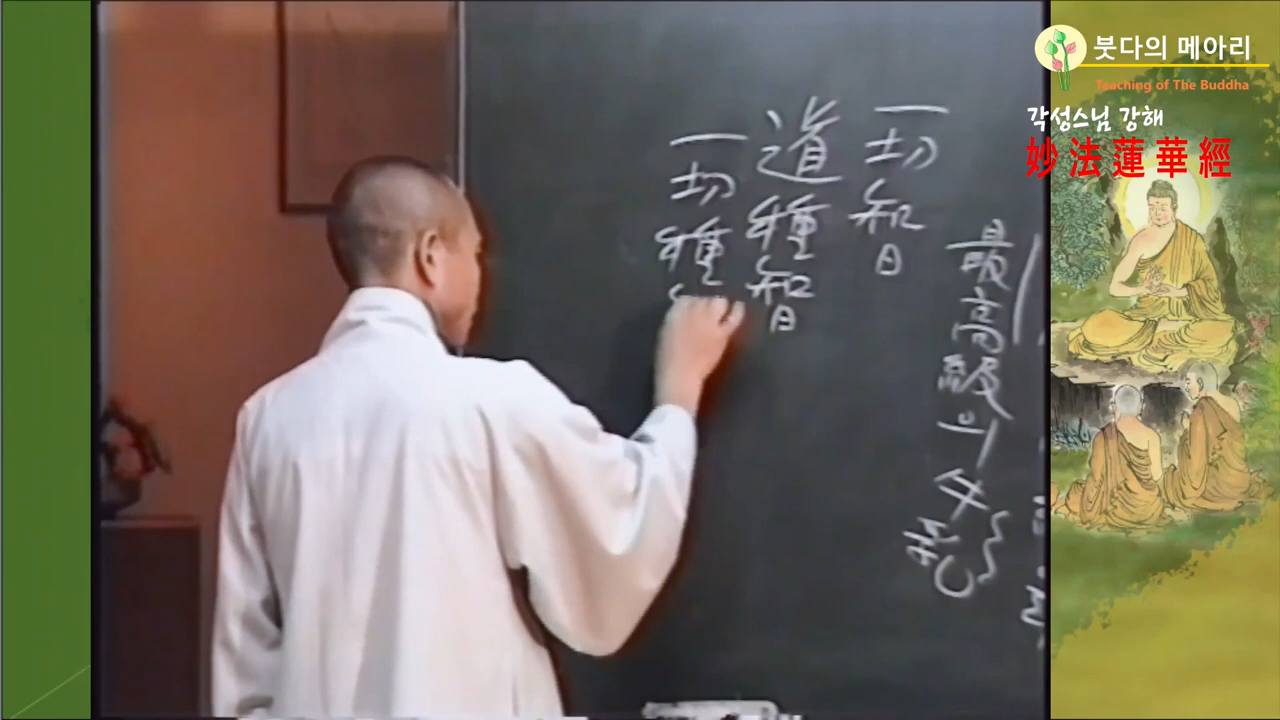 붓다의 메아리
Teaching of The Buddha
각성스님 강해
妙法蓮華經
最高級의
一切智
道種智
一切種